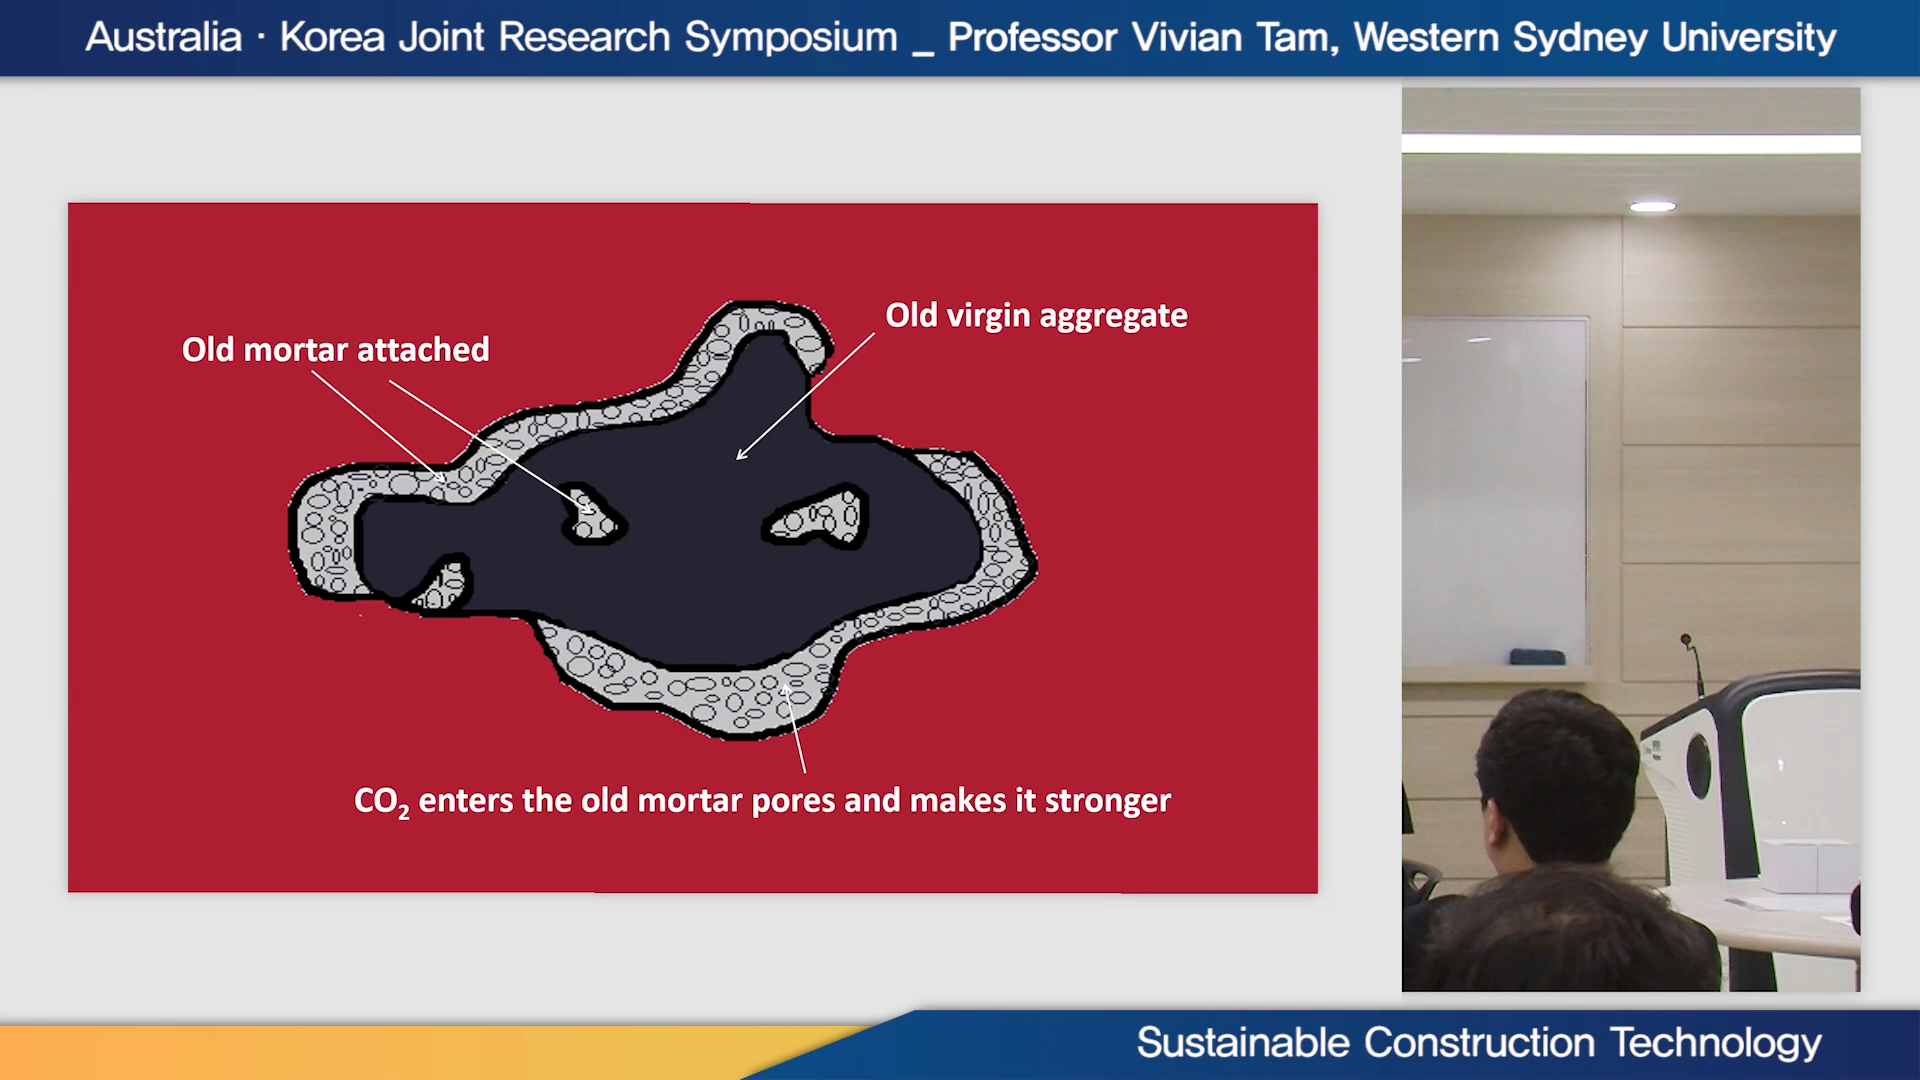 Australia · Korea Joint Research Symposium _ Professor Vivian Tam, Western Sydney University
Old virgin aggregate
Old mortar attached
CO₂ enters the old mortar pores and makes it stronger
Sustainable Construction Technology